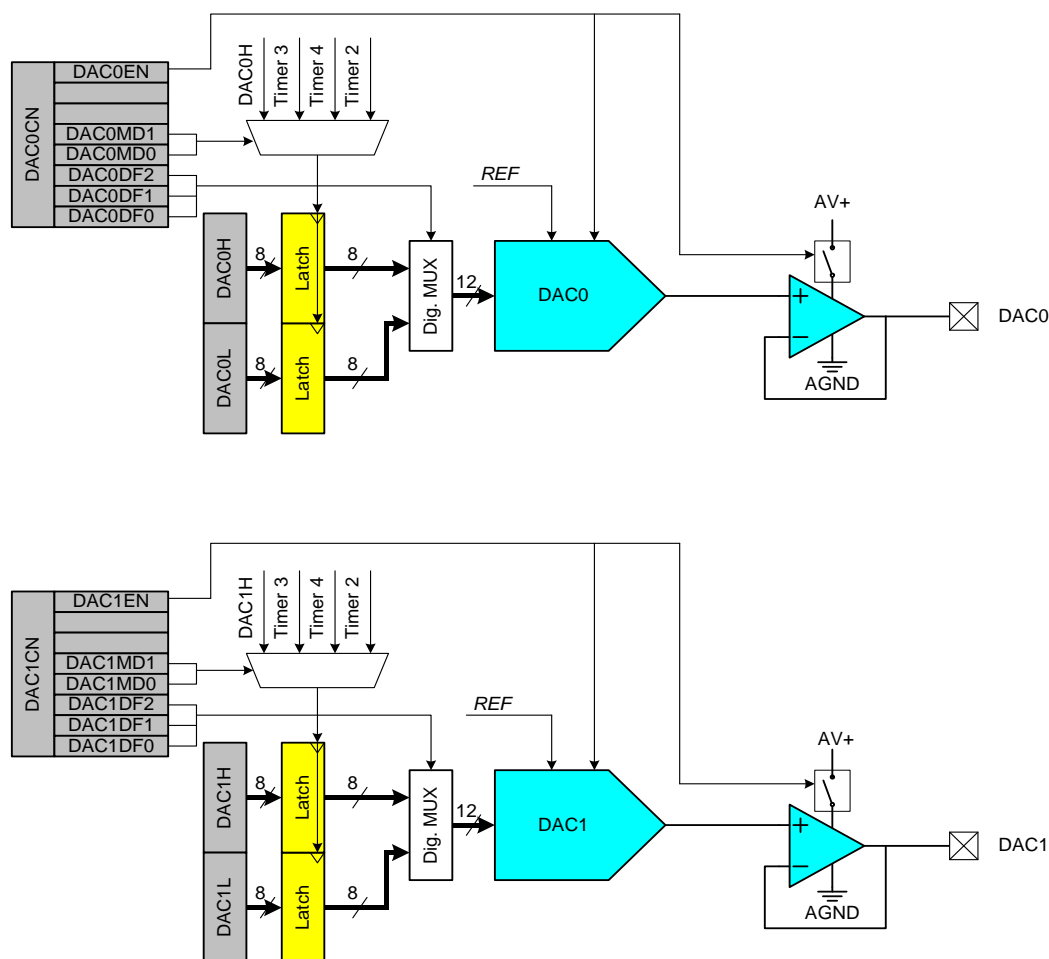 DAC0CN
DAC0EN
DAC0MD1
DAC0MD0
DAC0DF2
DAC0DF1
DAC0DF0
DAC0H
Timer 3
Timer 4
Timer 2
REF
AV+
DAC0H
8
Latch
8
Dig. MUX
12
DAC0
+
−
DAC0
DAC0L
8
Latch
8
AGND
DAC1CN
DAC1EN
DAC1MD1
DAC1MD0
DAC1DF2
DAC1DF1
DAC1DF0
DAC1H
Timer 3
Timer 4
Timer 2
REF
AV+
DAC1H
8
Latch
8
Dig. MUX
12
DAC1
+
−
DAC1
DAC1L
8
Latch
8
AGND